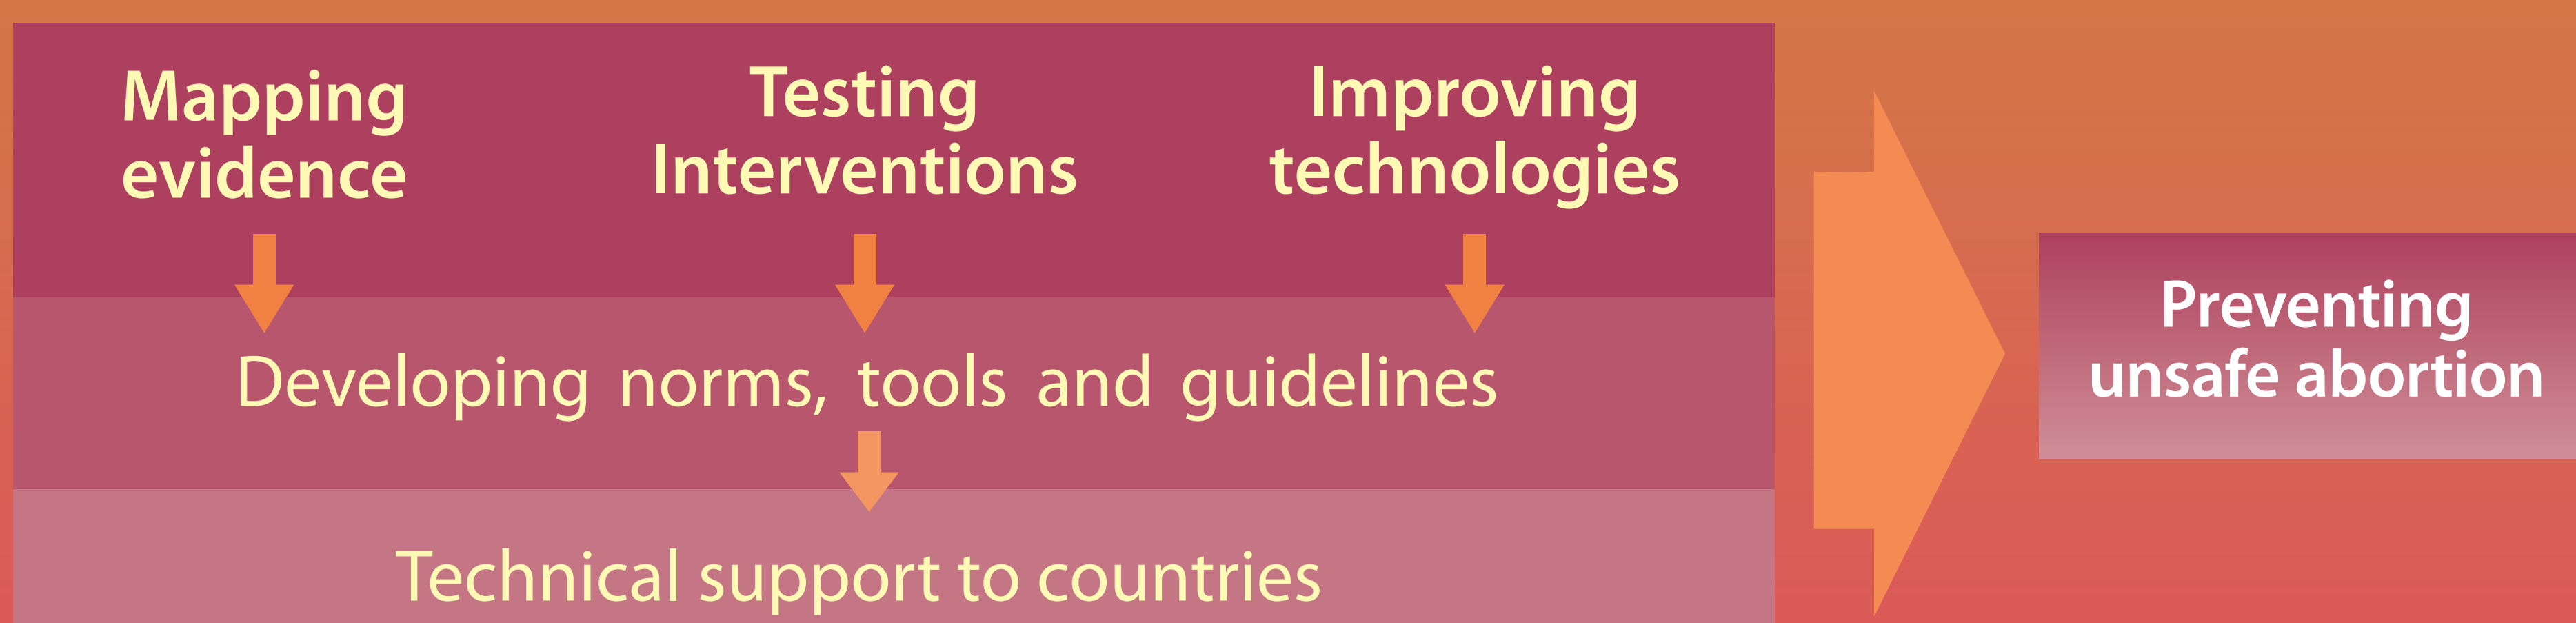 Mapping
evidence
Testing
Interventions
Improving
technologies
Developing norms, tools and guidelines
Technical support to countries
Preventing
unsafe abortion